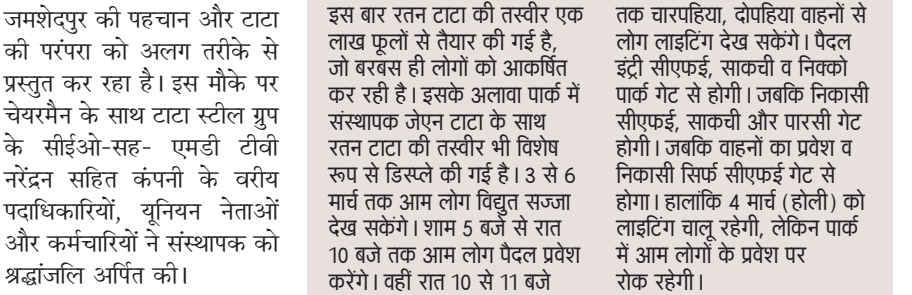 जमशेदपुर की पहचान और टाटा
की परंपरा को अलग तरीके से
प्रस्तुत कर रहा है। इस मौके पर
चेयरमैन के साथ टाटा स्टील ग्रुप
के सीईओ-सह- एमडी टीवी
नरेंद्रन सहित कंपनी के वरीय
पदाधिकारियों, यूनियन नेताओं
और कर्मचारियों ने संस्थापक को
श्रद्धांजलि अर्पित की।
इस बार रतन टाटा की तस्वीर एक
लाख फूलों से तैयार की गई है,
जो बरबस ही लोगों को आकर्षित
कर रही है। इसके अलावा पार्क में
संस्थापक जेएन टाटा के साथ
रतन टाटा की तस्वीर भी विशेष
रूप से डिस्प्ले की गई है। 3 से 6
मार्च तक आम लोग विद्युत सज्जा
देख सकेंगे। शाम 5 बजे से रात
10 बजे तक आम लोग पैदल प्रवेश
करेंगे। वहीं रात 10 से 11 बजे
तक चारपहिया, दोपहिया वाहनों से
लोग लाइटिंग देख सकेंगे। पैदल
इंट्री सीएफई, साकची व निक्को
पार्क गेट से होगी। जबकि निकासी
सीएफई, साकची और पारसी गेट
होगी। जबकि वाहनों का प्रवेश व
निकासी सिर्फ सीएफई गेट से
होगा। हालांकि 4 मार्च (होली) को
लाइटिंग चालू रहेगी, लेकिन पार्क
में आम लोगों के प्रवेश पर
रोक रहेगी।